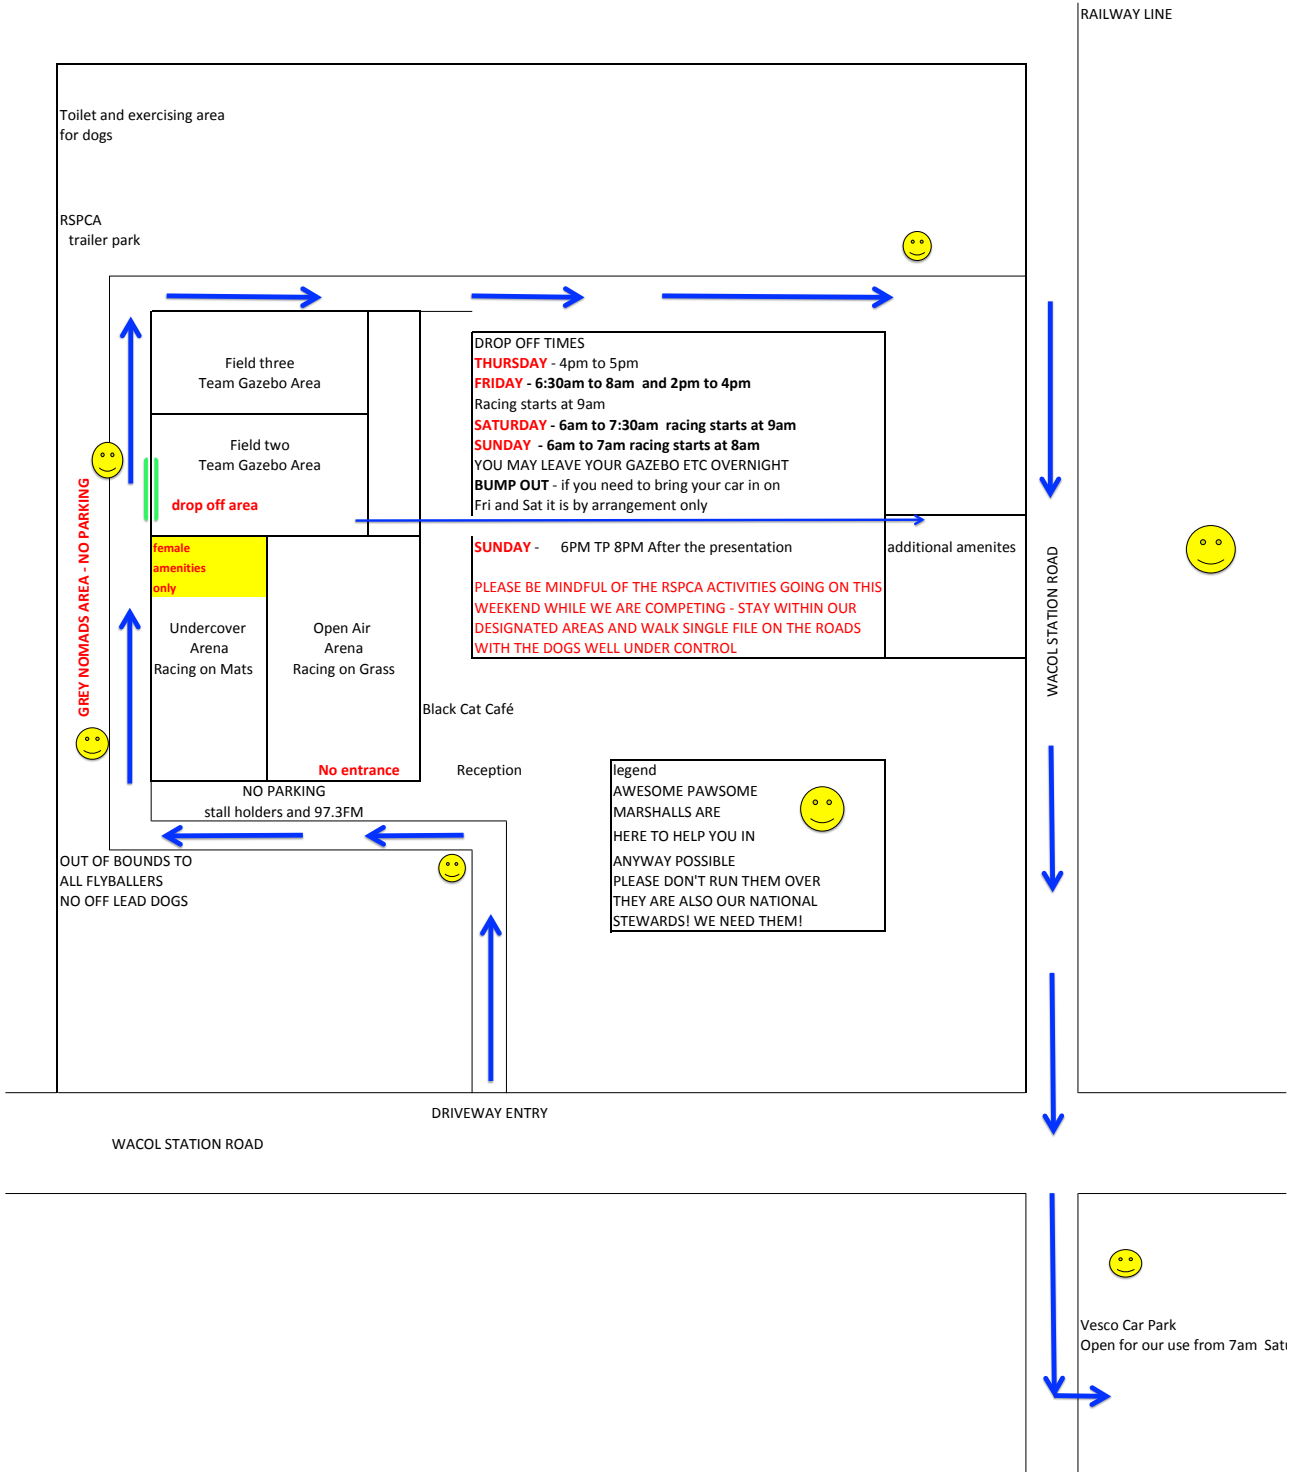 RAILWAY LINE
Toilet and exercising area
for dogs
RSPCA
trailer park
Field three
Team Gazebo Area
Field two
Team Gazebo Area
drop off area
GREY NOMADS AREA - NO PARKING
female
amenities
only
Undercover
Arena
Racing on Mats
Open Air
Arena
Racing on Grass
No entrance
DROP OFF TIMES
THURSDAY - 4pm to 5pm
FRIDAY - 6:30am to 8am  and 2pm to 4pm
Racing starts at 9am
SATURDAY - 6am to 7:30am  racing starts at 9am
SUNDAY  - 6am to 7am racing starts at 8am
YOU MAY LEAVE YOUR GAZEBO ETC OVERNIGHT
BUMP OUT - if you need to bring your car in on
Fri and Sat it is by arrangement only
SUNDAY -     6PM TP 8PM After the presentation
PLEASE BE MINDFUL OF THE RSPCA ACTIVITIES GOING ON THIS
WEEKEND WHILE WE ARE COMPETING - STAY WITHIN OUR
DESIGNATED AREAS AND WALK SINGLE FILE ON THE ROADS
WITH THE DOGS WELL UNDER CONTROL
additional amenites
WACOL STATION ROAD
Black Cat Café
Reception
NO PARKING
stall holders and 97.3FM
legend
AWESOME PAWSOME
MARSHALLS ARE
HERE TO HELP YOU IN
ANYWAY POSSIBLE
PLEASE DON'T RUN THEM OVER
THEY ARE ALSO OUR NATIONAL
STEWARDS! WE NEED THEM!
OUT OF BOUNDS TO
ALL FLYBALLERS
NO OFF LEAD DOGS
DRIVEWAY ENTRY
WACOL STATION ROAD
Vesco Car Park
Open for our use from 7am